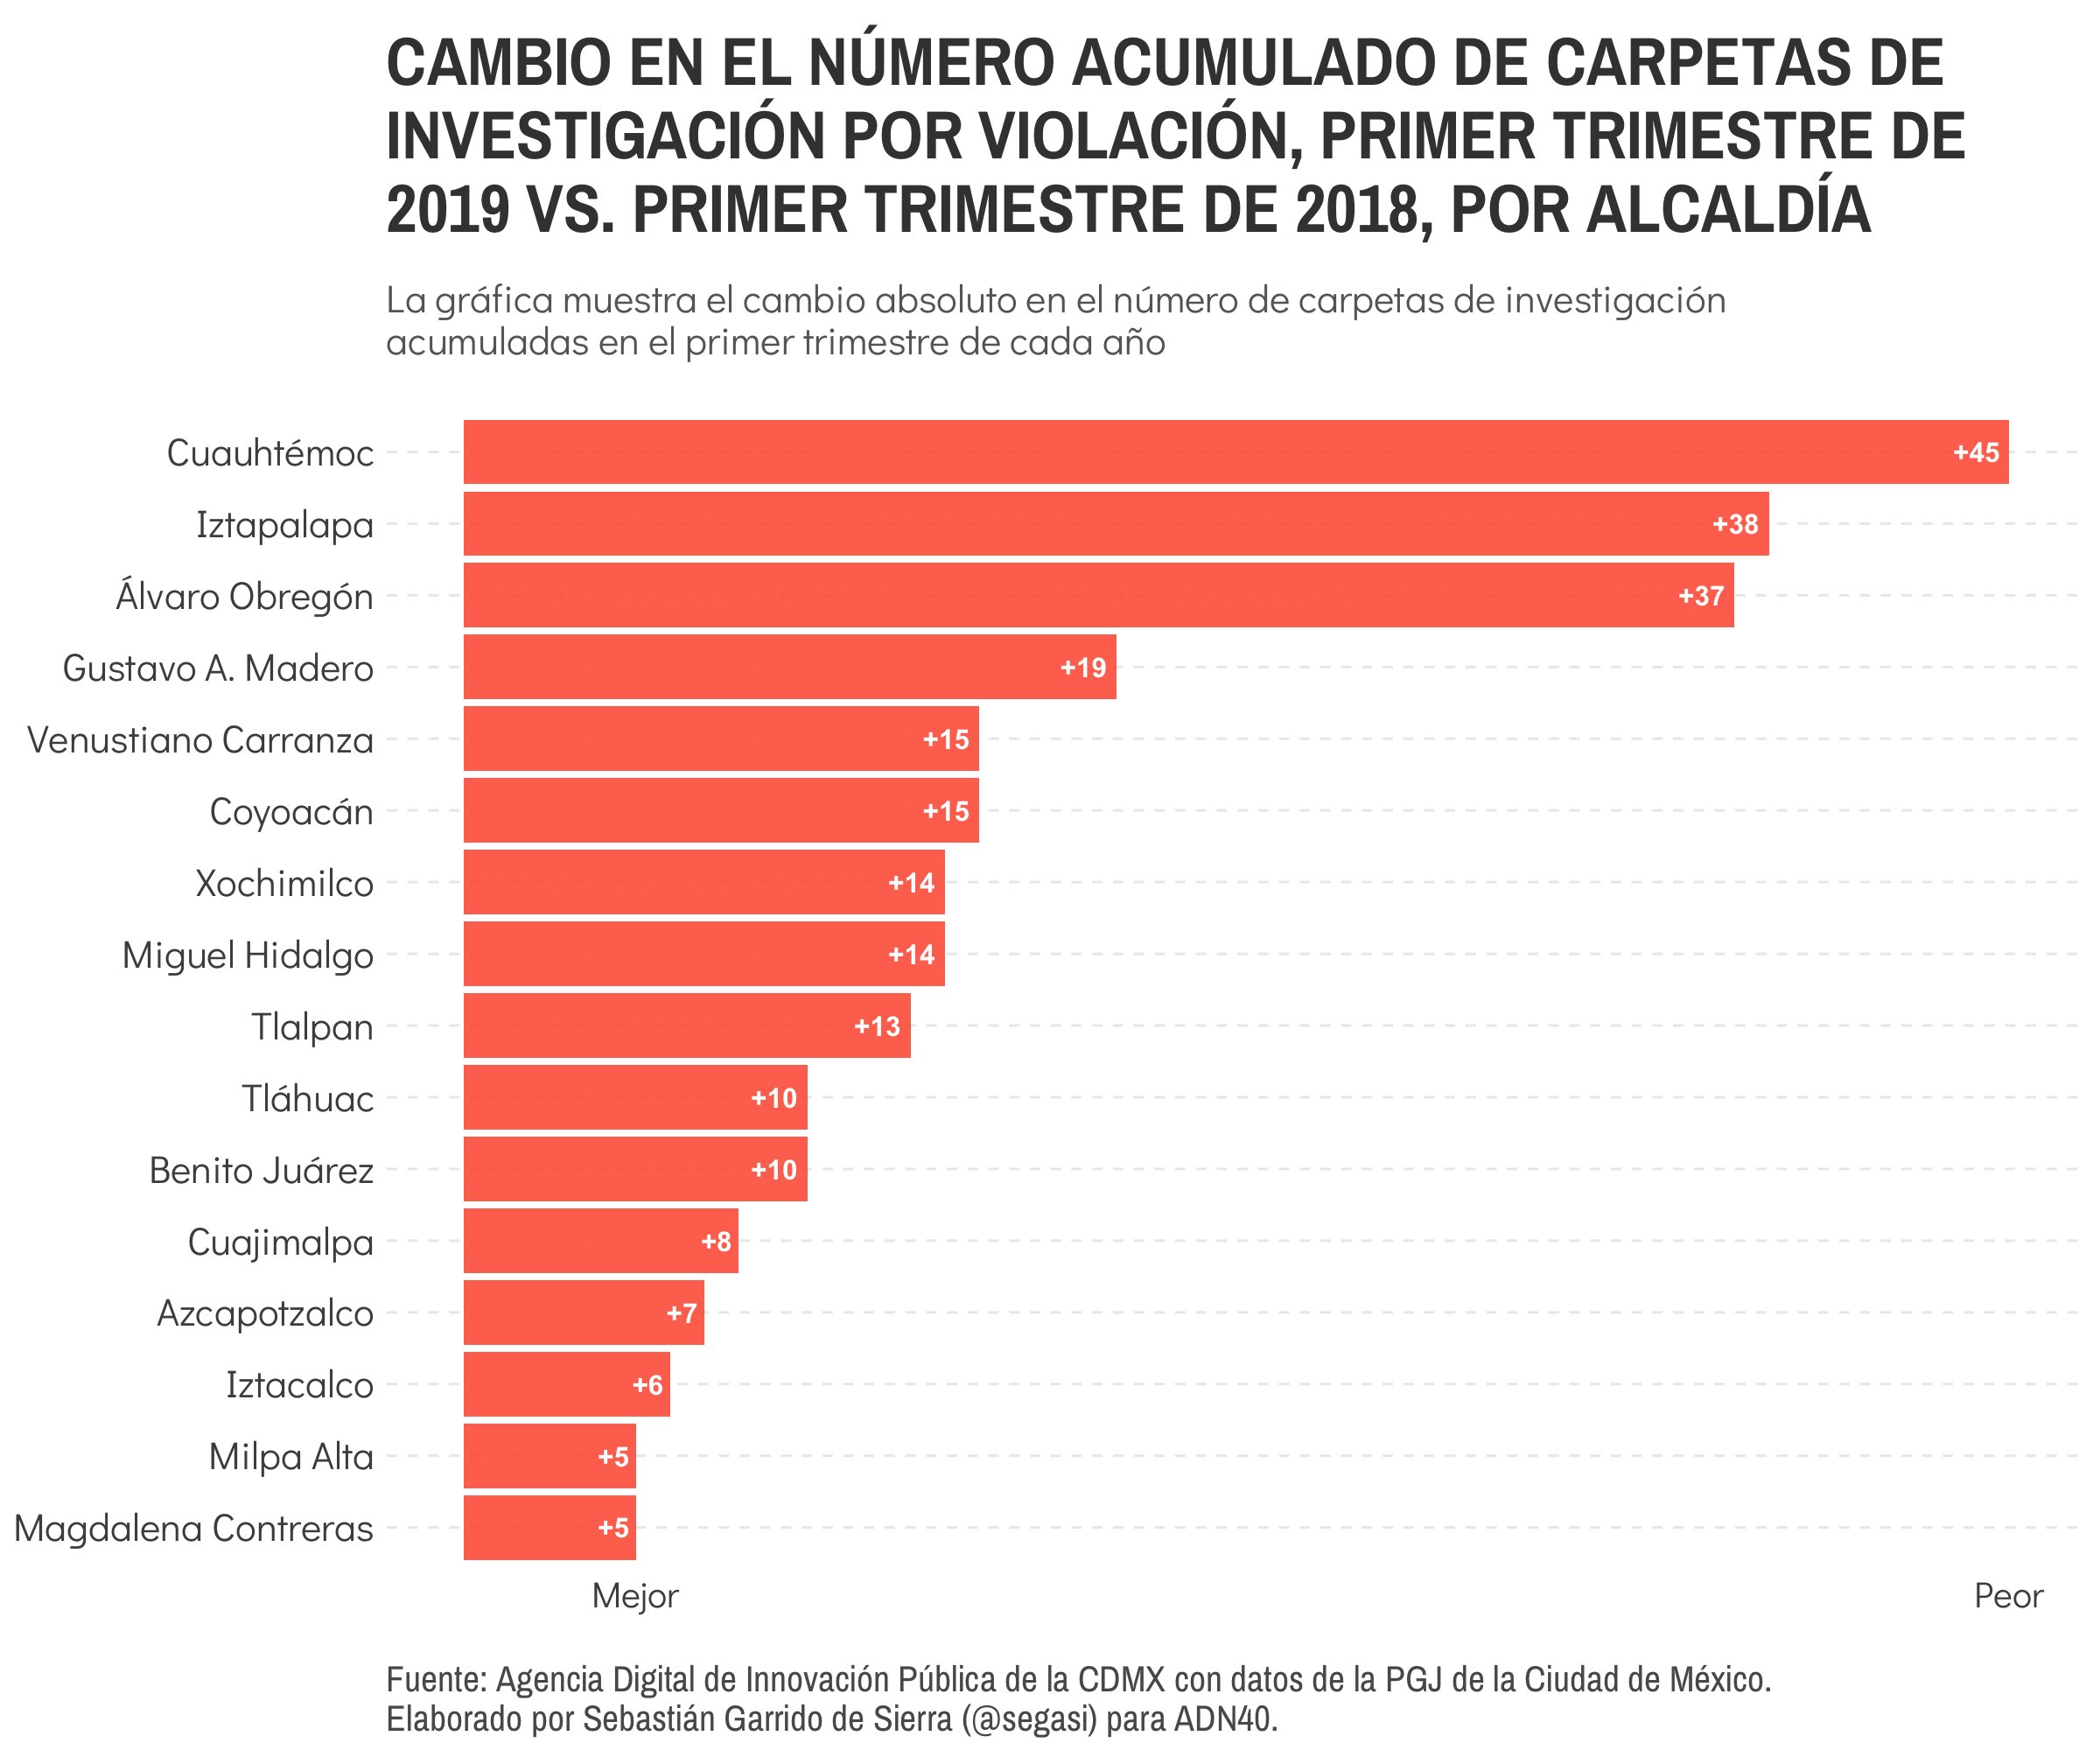 CAMBIO EN EL NÚMERO ACUMULADO DE CARPETAS DE
INVESTIGACIÓN POR VIOLACIÓN, PRIMER TRIMESTRE DE
2019 VS. PRIMER TRIMESTRE DE 2018, POR ALCALDÍA
La gráfica muestra el cambio absoluto en el número de carpetas de investigación
acumuladas en el primer trimestre de cada año
Cuauhtémoc +45
Iztapalapa +38
Álvaro Obregón +37
Gustavo A. Madero +19
Venustiano Carranza +15
Coyoacán +15
Xochimilco +14
Miguel Hidalgo +14
Tlalpan +13
Tláhuac +10
Benito Juárez +10
Cuajimalpa +8
Azcapotzalco +7
Iztacalco +6
Milpa Alta +5
Magdalena Contreras +5
Mejor Peor
Fuente: Agencia Digital de Innovación Pública de la CDMX con datos de la PGJ de la Ciudad de México.
Elaborado por Sebastián Garrido de Sierra (@segasi) para ADN40.